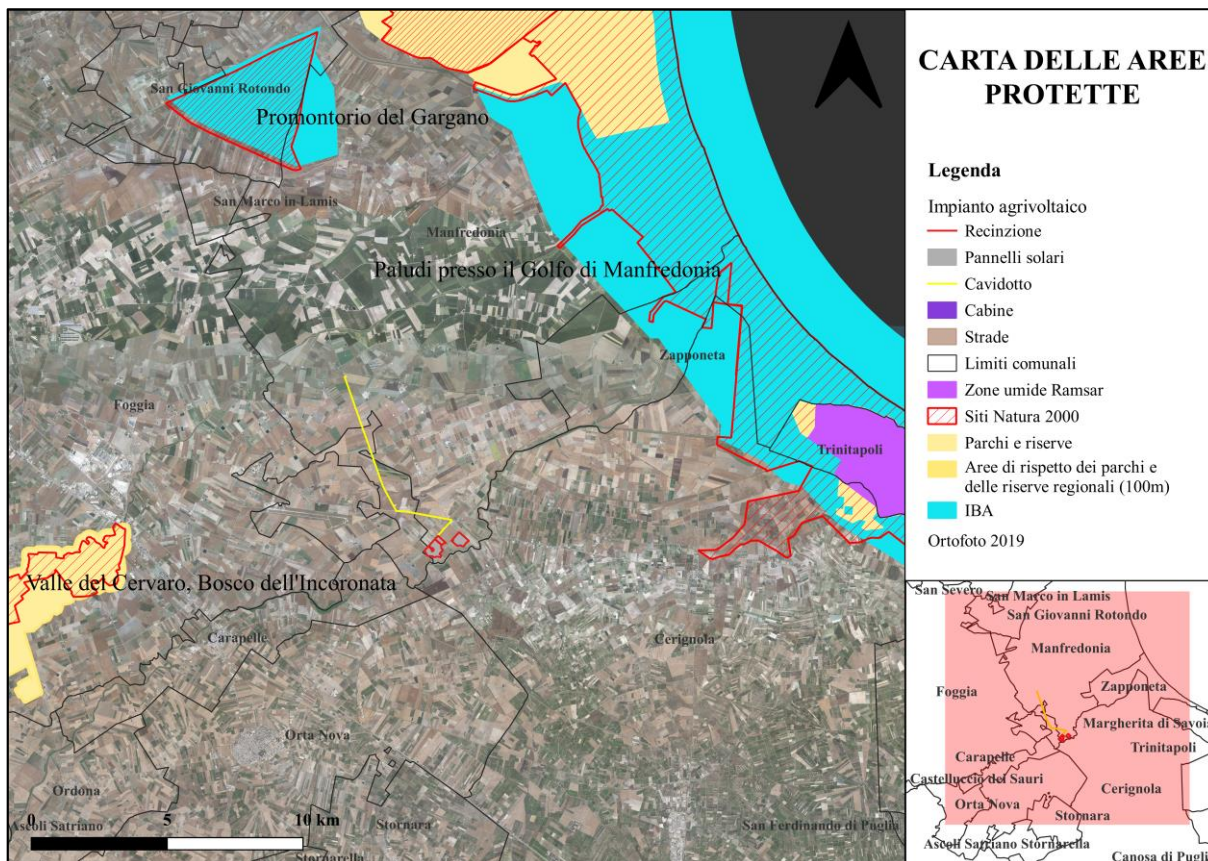 San Giovanni Rotondo
Promontorio del Gargano
San Marco in Lamis
Manfredonia
Paludi presso il Golfo di Manfredonia
Zapponeta
Foggia
Trinitapoli
Valle del Cervaro, Bosco dell'Incoronata
Carapelle
Cerignola
Orta Nova
Ordona
Ascoli Satriano
Stornara
San Ferdinando di Puglia
Stornarella
0 5 10 km
CARTA DELLE AREE
PROTETTE
Legenda
Impianto agrivoltaico
Recinzione
Pannelli solari
Cavidotto
Cabine
Strade
Limiti comunali
Zone umide Ramsar
Siti Natura 2000
Parchi e riserve
Aree di rispetto dei parchi e
delle riserve regionali (100m)
IBA
Ortofoto 2019
San Severo
San Marco in Lamis
San Giovanni Rotondo
Manfredonia
Foggia
Zapponeta
Margherita di Savoia
Trinitapoli
Carapelle
Castelluccio dei Sauri
Cerignola
Orta Nova
Stornara
Ascoli Satriano Stornarella
Canosa di Pugli